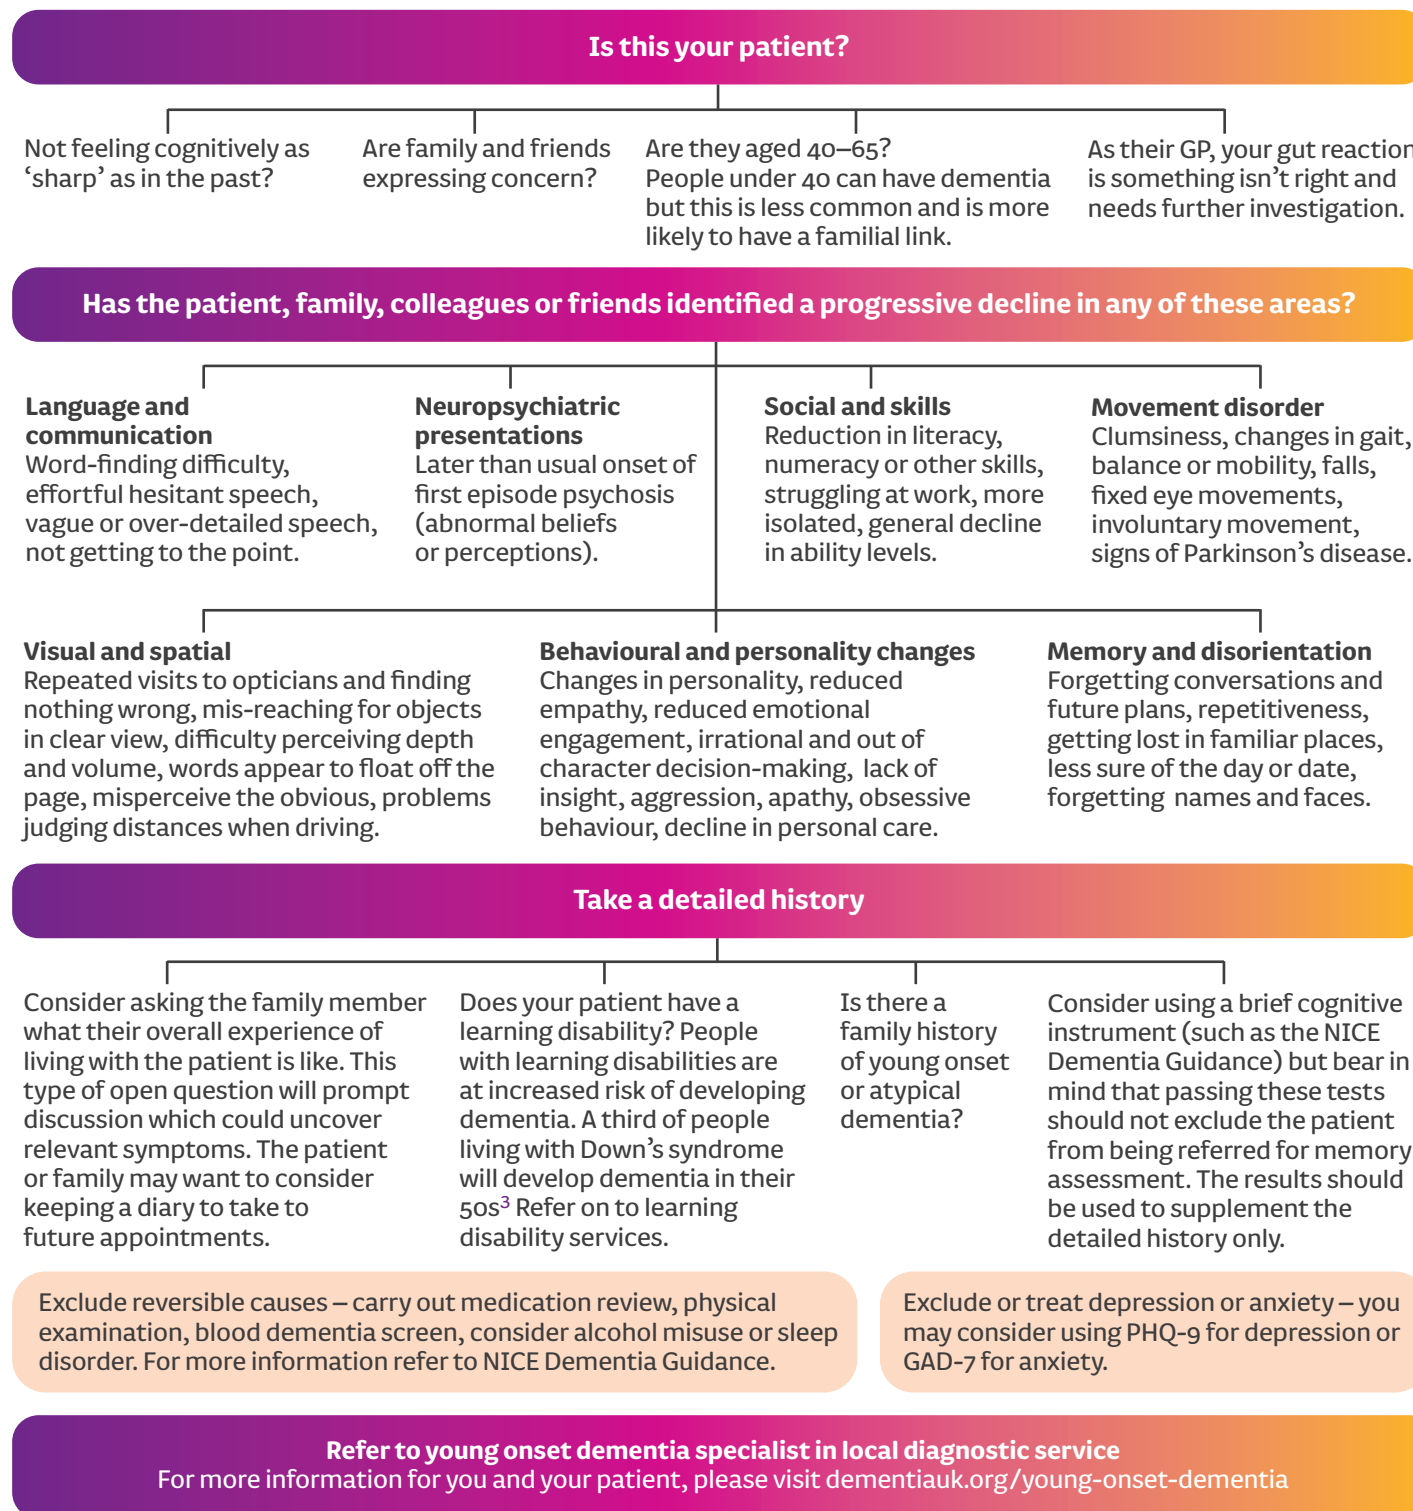 Is this your patient?
Not feeling cognitively as
‘sharp’ as in the past?
Are family and friends
expressing concern?
Are they aged 40–65?
People under 40 can have dementia
but this is less common and is more
likely to have a familial link.
As their GP, your gut reaction
is something isn’t right and
needs further investigation.
Has the patient, family, colleagues or friends identified a progressive decline in any of these areas?
Language and
communication
Word-finding difficulty,
effortful hesitant speech,
vague or over-detailed speech,
not getting to the point.
Neuropsychiatric
presentations
Later than usual onset of
first episode psychosis
(abnormal beliefs
or perceptions).
Social and skills
Reduction in literacy,
numeracy or other skills,
struggling at work, more
isolated, general decline
in ability levels.
Movement disorder
Clumsiness, changes in gait,
balance or mobility, falls,
fixed eye movements,
involuntary movement,
signs of Parkinson’s disease.
Visual and spatial
Repeated visits to opticians and finding
nothing wrong, mis-reaching for objects
in clear view, difficulty perceiving depth
and volume, words appear to float off the
page, misperceive the obvious, problems
judging distances when driving.
Behavioural and personality changes
Changes in personality, reduced
empathy, reduced emotional
engagement, irrational and out of
character decision-making, lack of
insight, aggression, apathy, obsessive
behaviour, decline in personal care.
Memory and disorientation
Forgetting conversations and
future plans, repetitiveness,
getting lost in familiar places,
less sure of the day or date,
forgetting names and faces.
Take a detailed history
Consider asking the family member
what their overall experience of
living with the patient is like. This
type of open question will prompt
discussion which could uncover
relevant symptoms. The patient
or family may want to consider
keeping a diary to take to
future appointments.
Does your patient have a
learning disability? People
with learning disabilities are
at increased risk of developing
dementia. A third of people
living with Down’s syndrome
will develop dementia in their
50s3 Refer on to learning
disability services.
Is there a
family history
of young onset
or atypical
dementia?
Consider using a brief cognitive
instrument (such as the NICE
Dementia Guidance) but bear in
mind that passing these tests
should not exclude the patient
from being referred for memory
assessment. The results should
be used to supplement the
detailed history only.
Exclude reversible causes – carry out medication review, physical
examination, blood dementia screen, consider alcohol misuse or sleep
disorder. For more information refer to NICE Dementia Guidance.
Exclude or treat depression or anxiety – you
may consider using PHQ-9 for depression or
GAD-7 for anxiety.
Refer to young onset dementia specialist in local diagnostic service
For more information for you and your patient, please visit dementiauk.org/young-onset-dementia